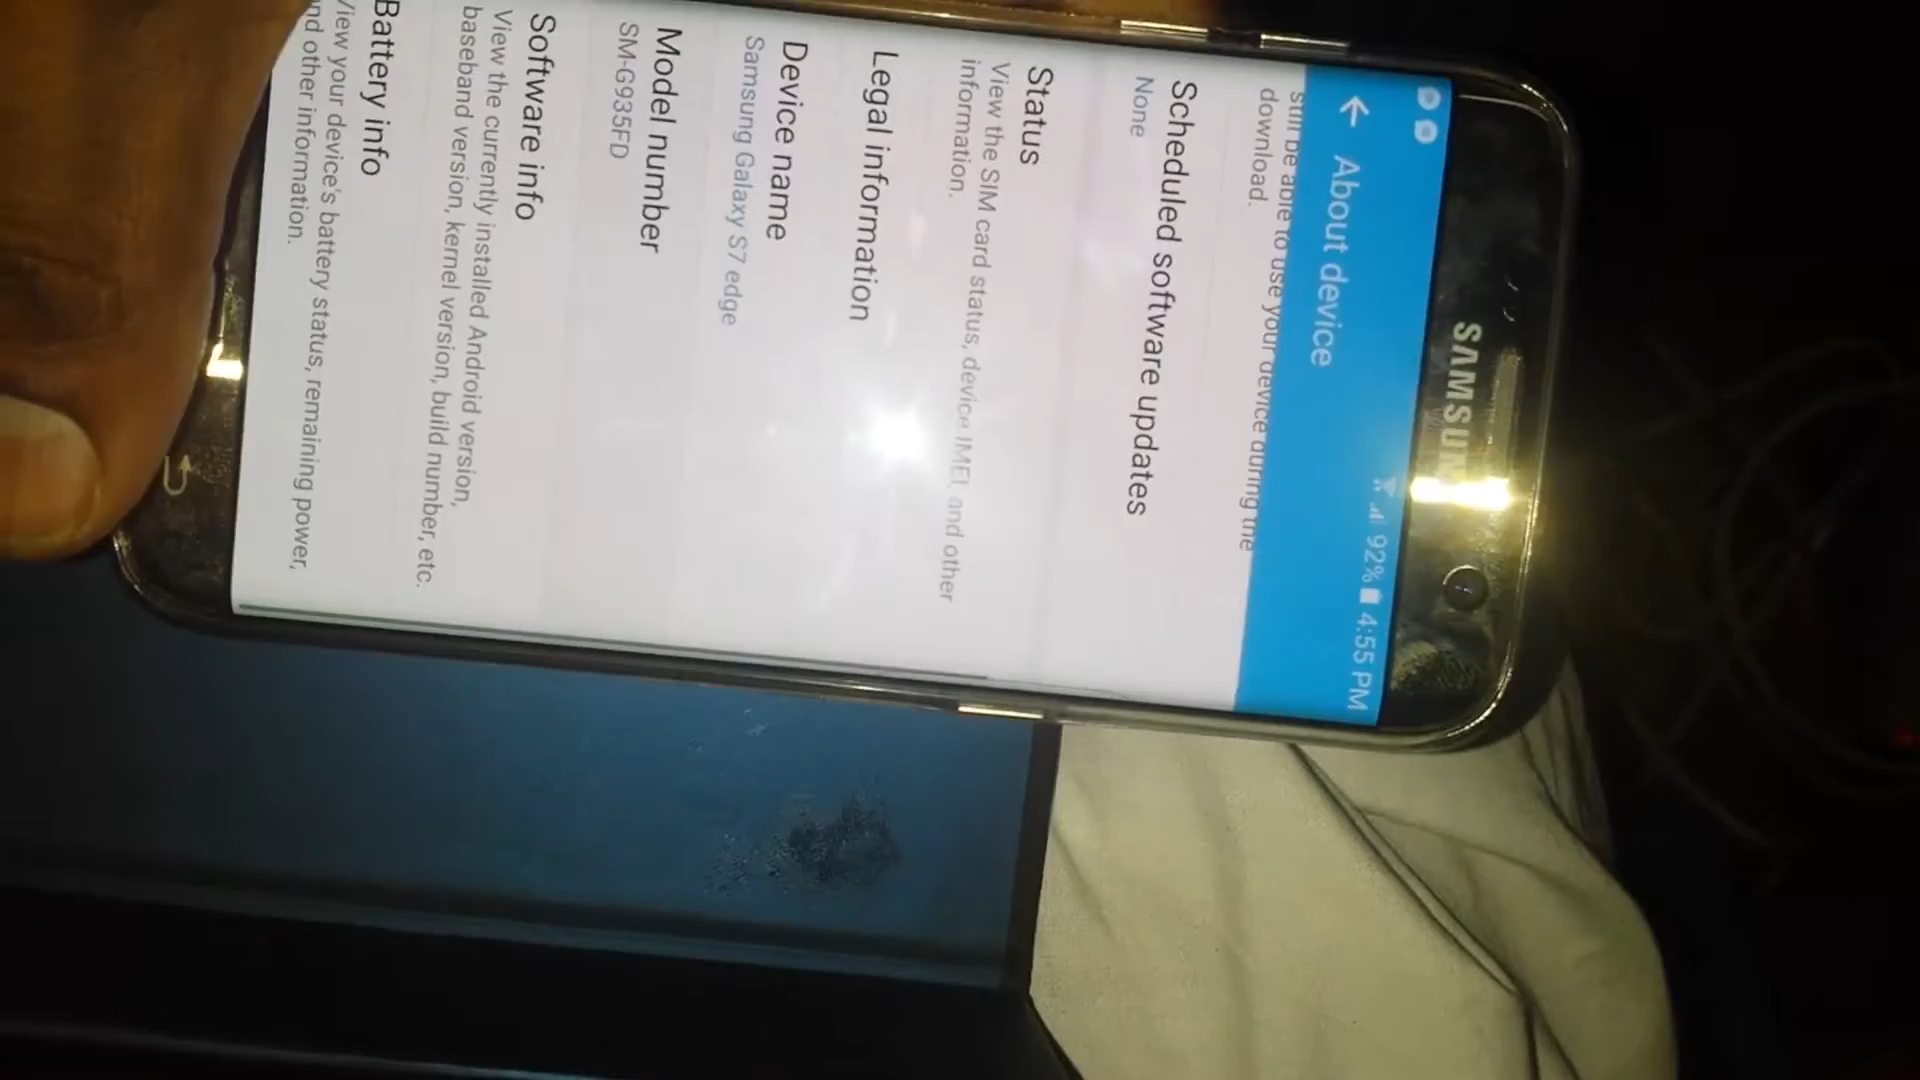 SAMSUN
92% 4:55 PM
About device
still be able to use your device during the
download.
Scheduled software updates
None
Status
View the SIM card status, device IMEI, and other
information.
Legal information
Device name
Samsung Galaxy S7 edge
Model number
SM-G935FD
Software info
View the currently installed Android version,
baseband version, kernel version, build number, etc.
Battery info
View your device's battery status, remaining power,
and other information.